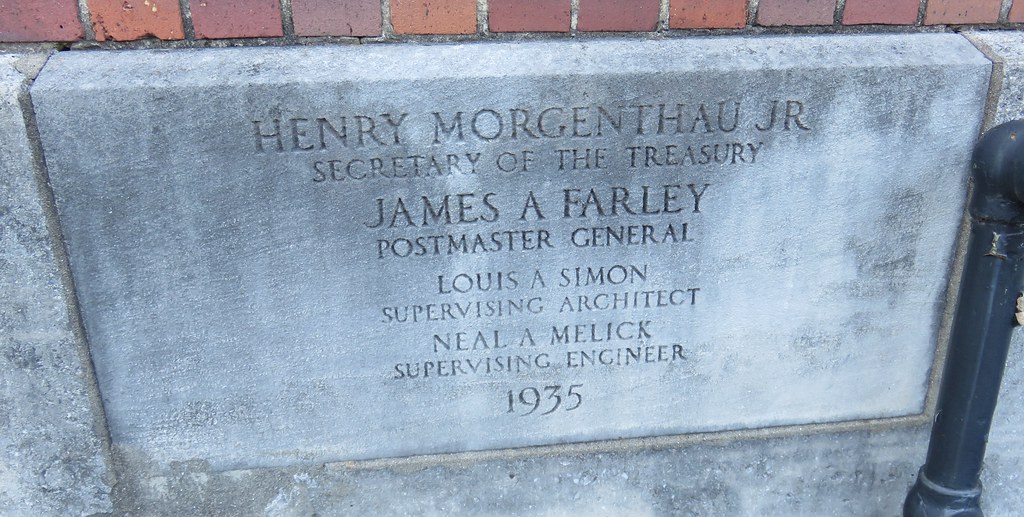 HENRY MORGENTHAU JR
SECRETARY OF THE TREASURY
JAMES A FARLEY
POSTMASTER GENERAL
LOUIS A SIMON
SUPERVISING ARCHITECT
NEAL A MELICK
SUPERVISING ENGINEER
1935